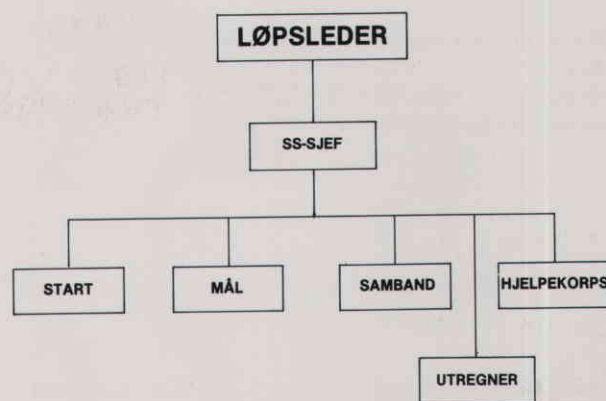 LØPSLEDER
SS-SJEF
START
MÅL
SAMBAND
HJELPEKORPS
UTREGNER